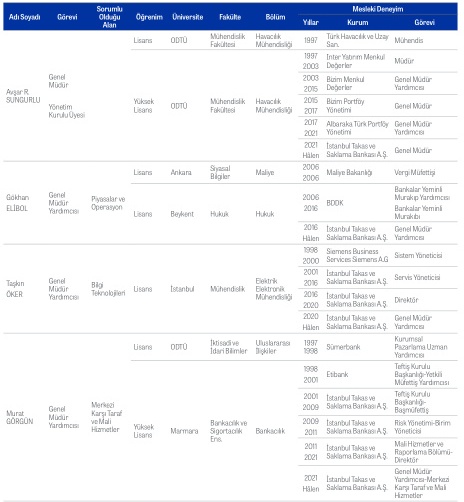 Adı Soyadı Görevi Sorumlu Olduğu Alan Öğrenim Üniversite Fakülte Bölüm Mesleki Deneyim
Yıllar Kurum Görevi
Avşar R. SUNGURLU
Genel Müdür
Yönetim Kurulu Üyesi
Lisans ODTÜ Mühendislik Fakültesi Havacılık Mühendisliği
Yüksek Lisans ODTÜ Mühendislik Fakültesi Havacılık Mühendisliği
1997 Türk Havacılık ve Uzay San. Mühendis
1997 2003 Inter Yatırım Menkul Değerler Müdür
2003 2015 Bizim Menkul Değerler Genel Müdür Yardımcısı
2015 2017 Bizim Portföy Yönetimi Genel Müdür
2017 2021 Albaraka Türk Portföy Yönetimi Genel Müdür Yardımcısı
2021 Hâlen İstanbul Takas ve Saklama Bankası A.Ş. Genel Müdür
Gökhan ELİBOL
Genel Müdür Yardımcısı
Piyasalar ve Operasyon
Lisans Ankara Siyasal Bilgiler Maliye
Lisans Beykent Hukuk Hukuk
2006 2006 Maliye Bakanlığı Vergi Müfettişi
2006 2016 BDDK Bankalar Yeminli Murakıp Yardımcısı
Bankalar Yeminli Murakıbı
2016 Hâlen İstanbul Takas ve Saklama Bankası A.Ş. Genel Müdür Yardımcısı
Taşkın ÖKER
Genel Müdür Yardımcısı
Bilgi Teknolojileri
Lisans İstanbul Mühendislik Elektrik Elektronik Mühendisliği
1998 2000 Siemens Business Services Siemens A.G Sistem Yöneticisi
2001 2016 İstanbul Takas ve Saklama Bankası A.Ş. Servis Yöneticisi
2016 2020 İstanbul Takas ve Saklama Bankası A.Ş. Direktör
2020 Hâlen İstanbul Takas ve Saklama Bankası A.Ş. Genel Müdür Yardımcısı
Murat GÖRGÜN
Genel Müdür Yardımcısı
Merkezi Karşı Taraf ve Mali Hizmetler
Lisans ODTÜ İktisadi ve İdari Bilimler Uluslararası İlişkiler
Yüksek Lisans Marmara Bankacılık ve Sigortacılık Ens. Bankacılık
1997 1998 Sümerbank Kurumsal Pazarlama Uzman Yardımcısı
1998 2001 Etibank Teftiş Kurulu Başkanlığı-Yetkili Müfettiş Yardımcısı
2001 2009 İstanbul Takas ve Saklama Bankası A.Ş. Teftiş Kurulu Başkanlığı-Başmüfettiş
2009 2011 İstanbul Takas ve Saklama Bankası A.Ş. Risk Yönetimi-Birim Yöneticisi
2011 2021 İstanbul Takas ve Saklama Bankası A.Ş. Mali Hizmetler ve Raporlama Bölümü-Direktör
2021 Hâlen İstanbul Takas ve Saklama Bankası A.Ş. Genel Müdür Yardımcısı-Merkezi Karşı Taraf ve Mali Hizmetler